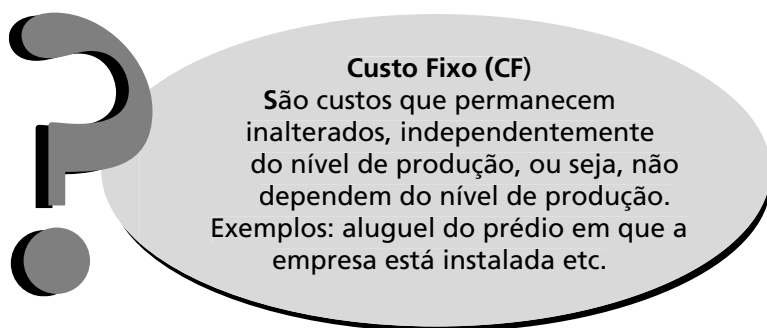 Custo Fixo (CF)
São custos que permanecem
inalterados, independentemente
do nível de produção, ou seja, não
dependem do nível de produção.
Exemplos: aluguel do prédio em que a
empresa está instalada etc.